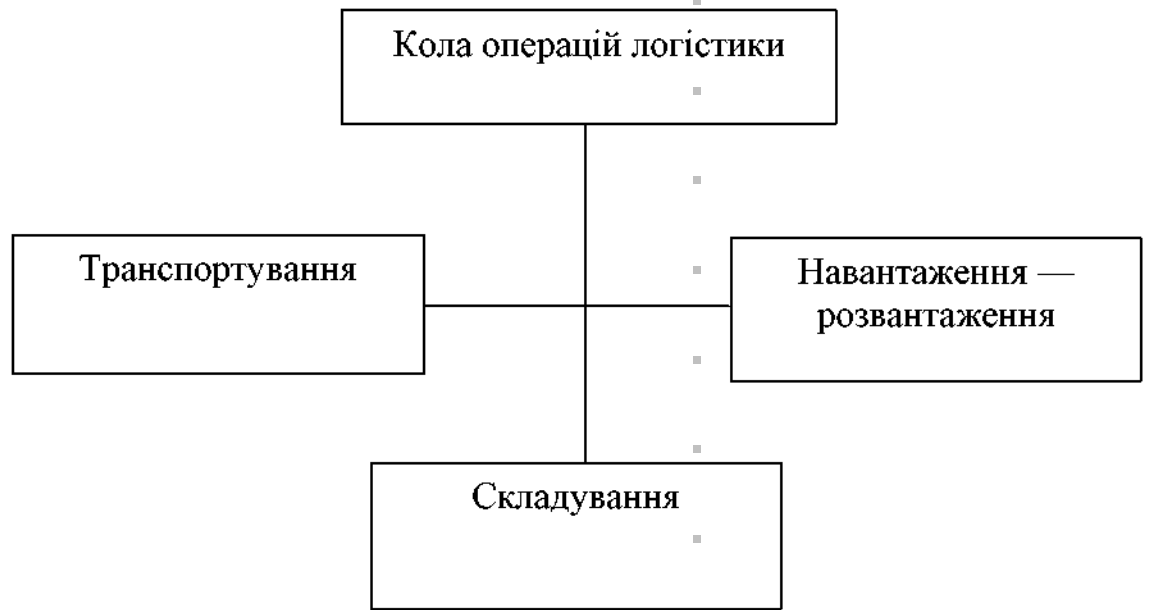 Кола операцій логістики
Транспортування
Навантаження —
розвантаження
Складування